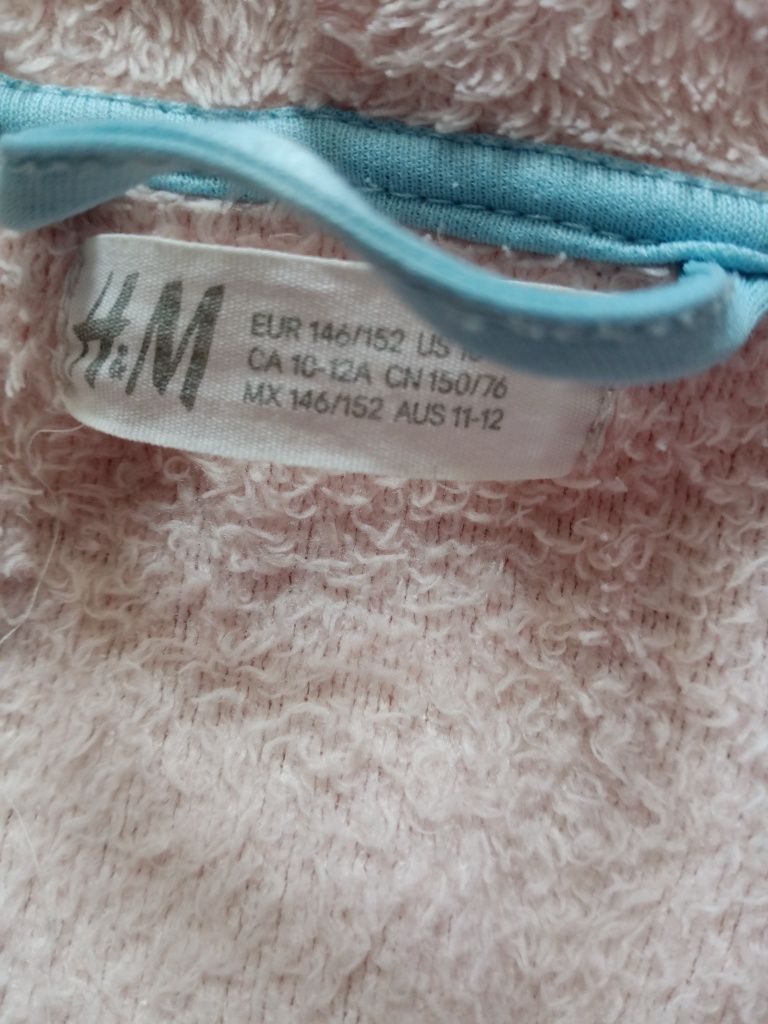 H&M
EUR 146/152 US
CA 10-12A CN 150/76
MX 146/152 AUS 11-12